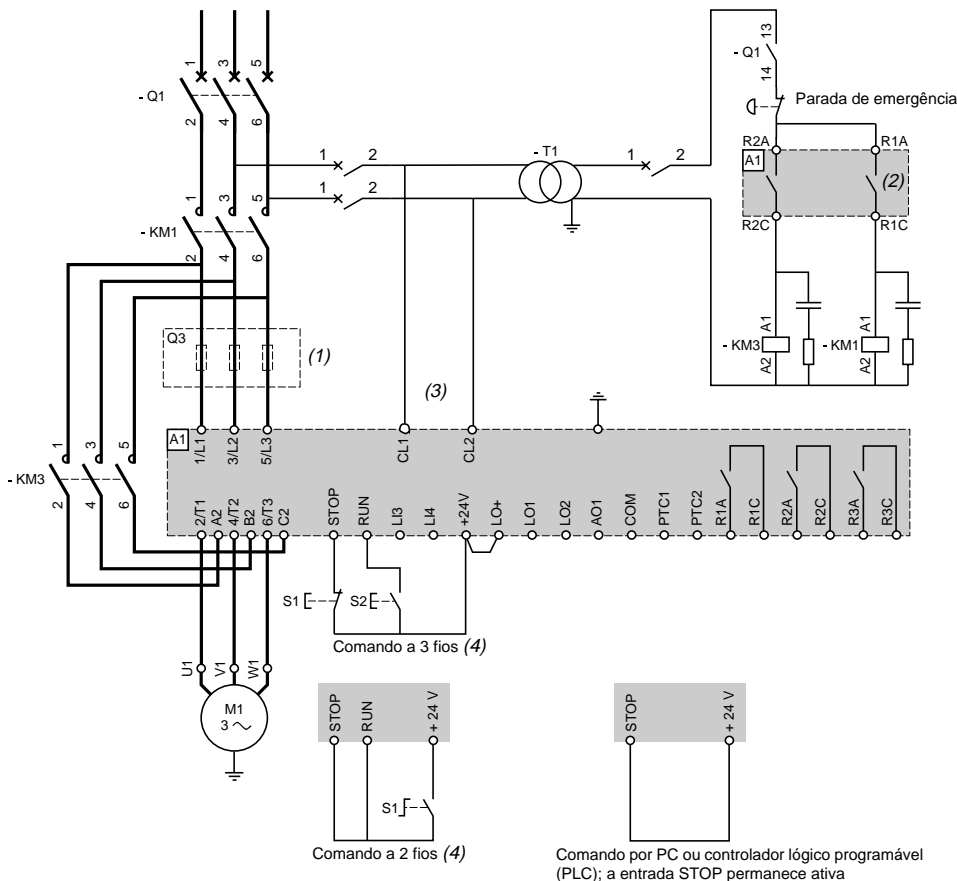 13
- Q1
14
1 3 5
- Q1
2 4 6
Parada de emergência
1 2
- T1
1 2
R2A R1A
A1
(2)
1 2
1 3 5
- KM1
2 4 6
R2C R1C
Q3
(1)
A1 A1
- KM3 - KM1
A2 A2
(3)
A1
1/L1 3/L2 5/L3 CL1 CL2
1 3 5
- KM3
2 4 6
2/T1 A2 4/T2 B2 6/T3 C2 STOP RUN LI3 LI4 +24V LO+ LO1 LO2 AO1 COM PTC1 PTC2 R1A R1C R2A R2C R3A R3C
S1 S2
Comando a 3 fios (4)
U1 V1 W1
M1
3
STOP RUN + 24 V
STOP + 24 V
S1
Comando a 2 fios (4)
Comando por PC ou controlador lógico programável
(PLC); a entrada STOP permanece ativa